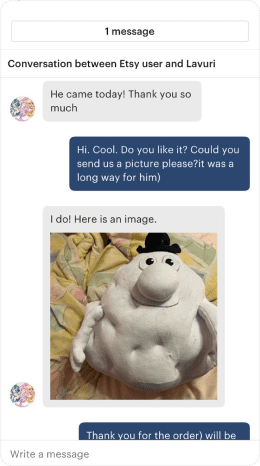 1 message
Conversation between Etsy user and Lavuri
He came today! Thank you so
much
Hi. Cool. Do you like it? Could you
send us a picture please?it was a
long way for him)
I do! Here is an image.
Thank you for the order) will be
Write a message